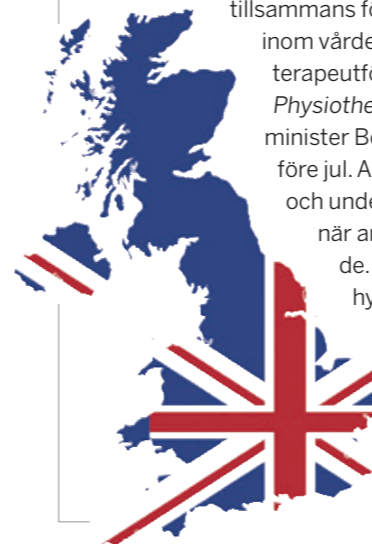 tillsammans fö
inom vårde
terapeutfö
Physiothe
minister Bo
före jul. A
och unde
när ar
de.
hy